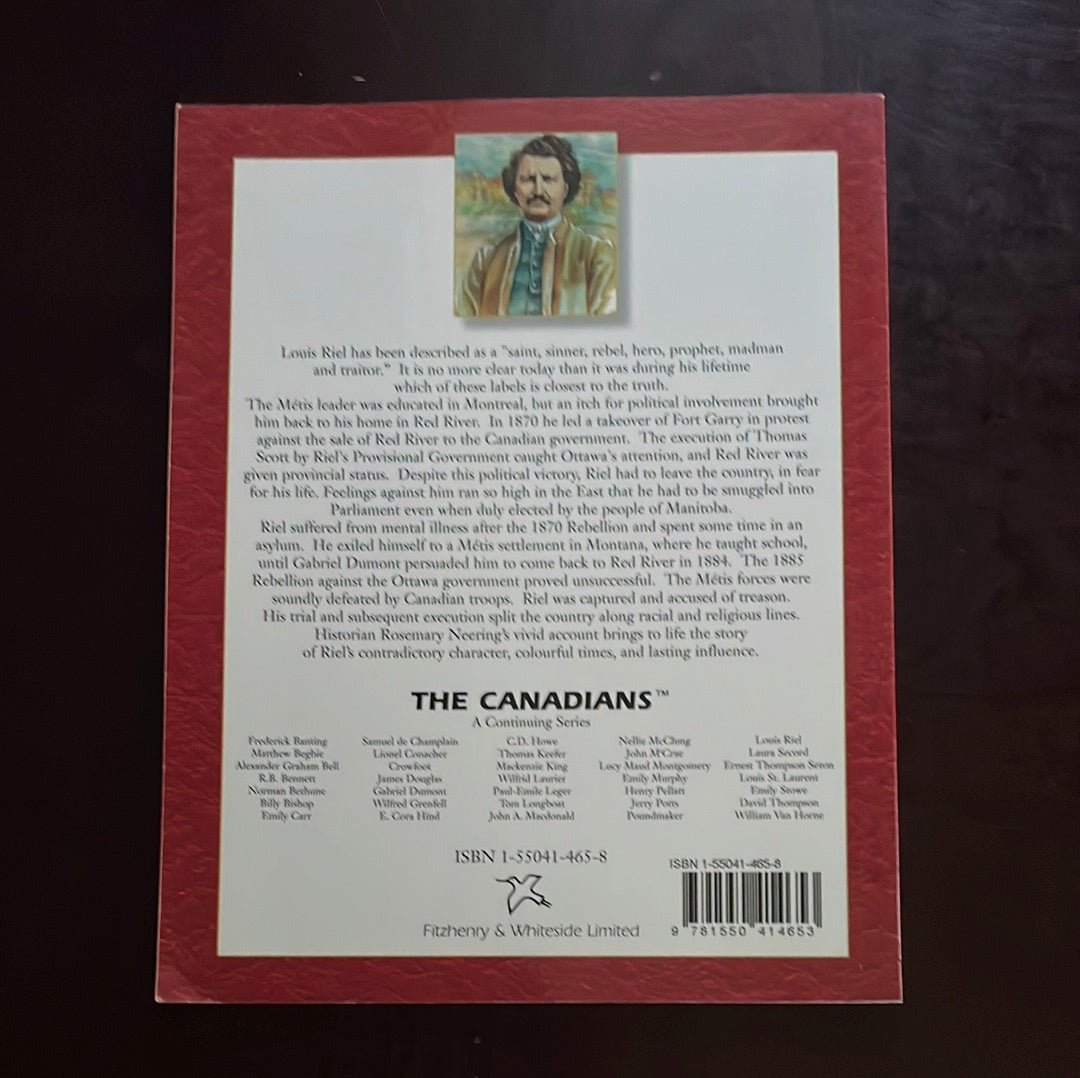 Louis Riel has been described as a "saint, sinner, rebel, hero, prophet, madman
and traitor." It is no more clear today than it was during his lifetime
which of these labels is closest to the truth.
The Métis leader was educated in Montreal, but an itch for political involvement brought
him back to his home in Red River. In 1870 he led a takeover of Fort Garry in protest
against the sale of Red River to the Canadian government. The execution of Thomas
Scott by Riel's Provisional Government caught Ottawa's attention, and Red River was
given provincial status. Despite this political victory, Riel had to leave the country, in fear
for his life. Feelings against him ran so high in the East that he had to be smuggled into
Parliament even when duly elected by the people of Manitoba.
Riel suffered from mental illness after the 1870 Rebellion and spent some time in an
asylum. He exiled himself to a Métis settlement in Montana, where he taught school,
until Gabriel Dumont persuaded him to come back to Red River in 1884. The 1885
Rebellion against the Ottawa government proved unsuccessful. The Métis forces were
soundly defeated by Canadian troops. Riel was captured and accused of treason.
His trial and subsequent execution split the country along racial and religious lines.
Historian Rosemary Neering's vivid account brings to life the story
of Riel's contradictory character, colourful times, and lasting influence.
THE CANADIANS™
A Continuing Series
Frederick Banting
Matthew Begbie
Alexander Graham Bell
R.B. Bennett
Norman Bethune
Billy Bishop
Emily Carr
Samuel de Champlain
Lionel Conacher
Crowfoot
James Douglas
Gabriel Dumont
Wilfred Grenfell
E. Cora Hind
C.D. Howe
Thomas Keefer
Mackenzie King
Wilfrid Laurier
Paul-Emile Leger
Tom Longboat
John A. Macdonald
Nellie McClung
John McCrae
Lucy Maud Montgomery
Emily Murphy
Henry Pellatt
Jerry Potts
Poundmaker
Louis Riel
Laura Secord
Ernest Thompson Seton
Louis St. Laurent
Emily Stowe
David Thompson
William Van Horne
ISBN 1-55041-465-8
Fitzhenry & Whiteside Limited
ISBN 1-55041-465-8
9 781550 414653